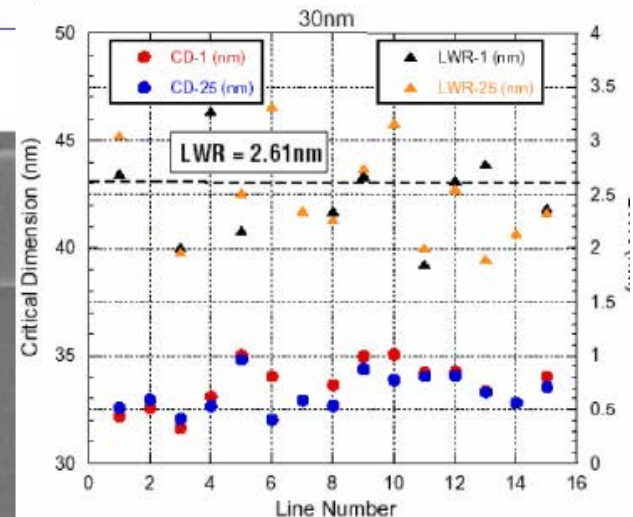 30nm
50
45
40
35
30
Critical Dimension (nm)
CD-1 (nm)
CD-25 (nm)
LWR-1 (nm)
LWR-25 (nm)
LWR = 2.61nm
4
3.5
3
2.5
2
1.5
1
0.5
0
0 2 4 6 8 10 12 14 16
Line Number